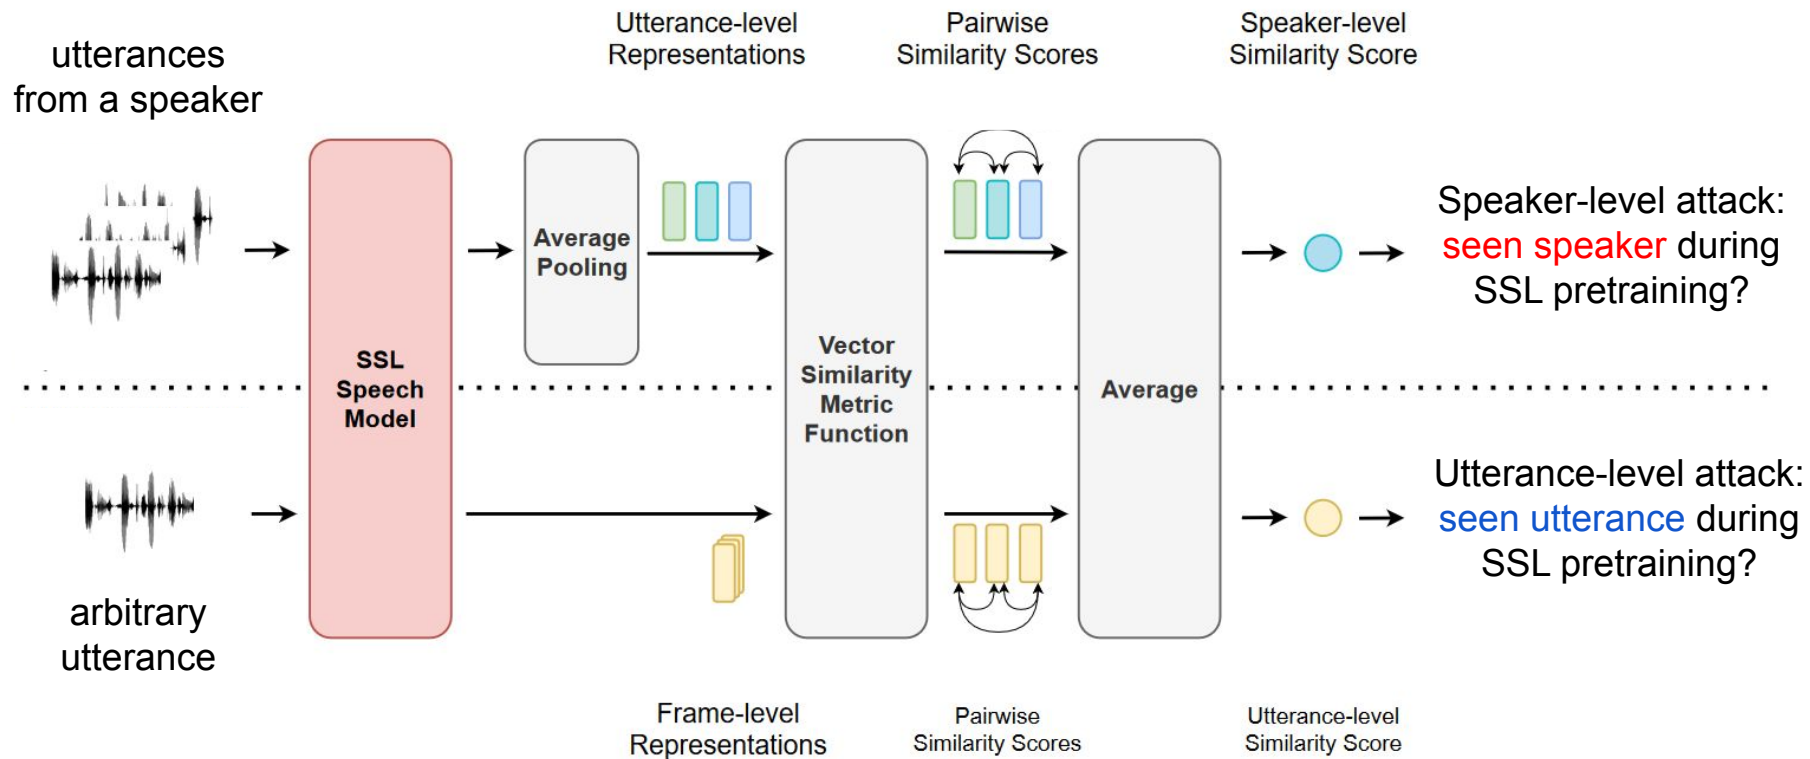 utterances
from a speaker
Utterance-level
Representations
Pairwise
Similarity Scores
Speaker-level
Similarity Score
Average
Pooling
SSL
Speech
Model
Vector
Similarity
Metric
Function
Average
Speaker-level attack:
seen speaker during
SSL pretraining?
arbitrary
utterance
Frame-level
Representations
Pairwise
Similarity Scores
Utterance-level
Similarity Score
Utterance-level attack:
seen utterance during
SSL pretraining?